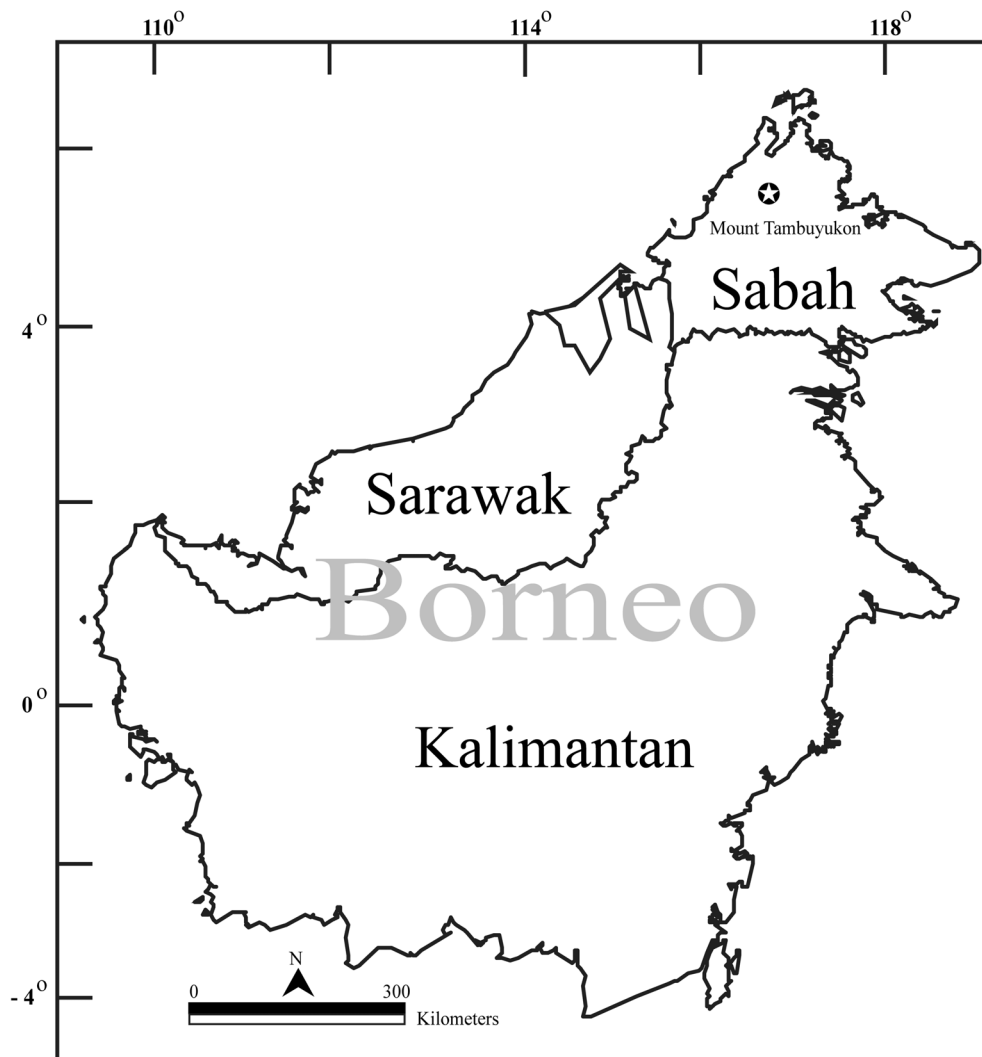 110° 114° 118°
Mount Tambuyukon
Sabah
4°
Sarawak
Borneo
0°
Kalimantan
N
0 300
Kilometers
- 4°